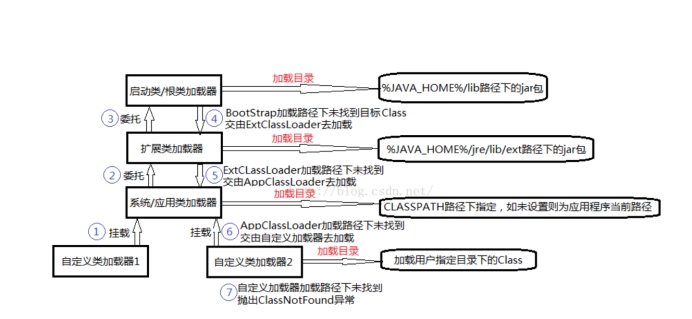 启动类/根类加载器
加载目录
%JAVA_HOME%/lib路径下的jar包
③ 委托
④ BootStrap加载路径下未找到目标Class
交由ExtClassLoader去加载
扩展类加载器
加载目录
%JAVA_HOME%/jre/lib/ext路径下的jar包
② 委托
⑤ ExtCLassLoader加载路径下未找到
交由AppClassLoader去加载
://blog.csdn.net/
系统/应用类加载器
加载目录
CLASSPATH路径下指定，如未设置则为应用程序当前路径
① 挂载
挂载
⑥ AppClassLoader加载路径下未找到
交由自定义加载器去加载
自定义类加载器1
自定义类加载器2
加载目录
加载用户指定目录下的Class
⑦ 自定义加载器加载路径下未找到
抛出ClassNotFound异常